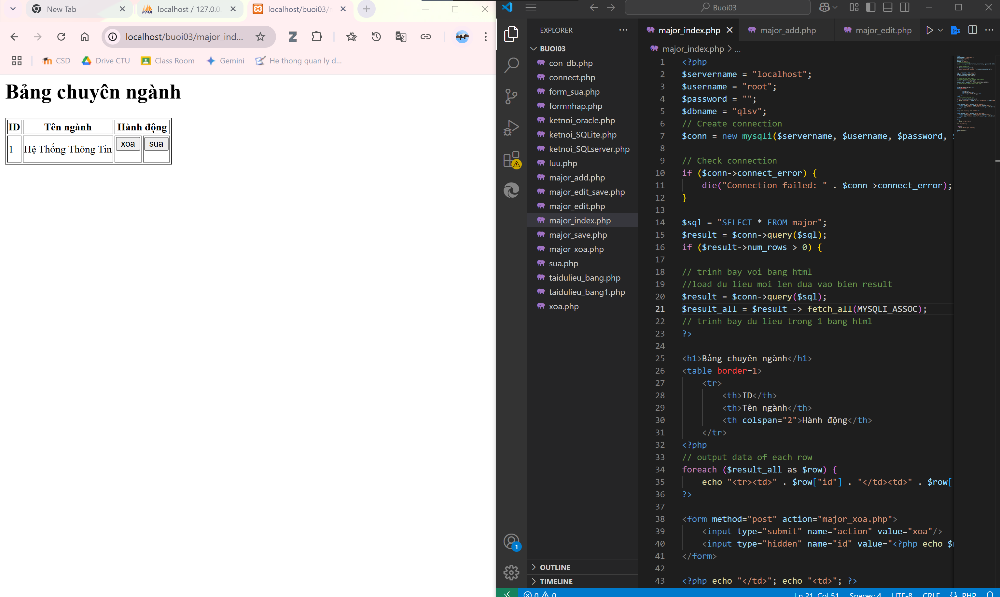 New Tab
localhost / 127.0.0.
localhost/buoi03/m
localhost/buoi03/major_ind...
CSD
Drive CTU
Class Room
Gemini
He thong quan ly d...
Bảng chuyên ngành
ID Tên ngành Hành động
1 Hệ Thống Thông Tin xoa sua
Buoi03
EXPLORER
BUOI03
con_db.php
connect.php
form_sua.php
formnhap.php
ketnoi_oracle.php
ketnoi_SQLite.php
ketnoi_SQLserver.php
luu.php
major_add.php
major_edit_save.php
major_edit.php
major_index.php
major_save.php
major_xoa.php
sua.php
taidulieu_bang.php
taidulieu_bang1.php
xoa.php
OUTLINE
TIMELINE
major_index.php major_add.php major_edit.php
major_index.php > ...
1 <?php
2 $servername = "localhost";
3 $username = "root";
4 $password = "";
5 $dbname = "qlsv";
6 // Create connection
7 $conn = new mysqli($servername, $username, $password, $
8
9 // Check connection
10 if ($conn->connect_error) {
11 die("Connection failed: " . $conn->connect_error);
12 }
13
14 $sql = "SELECT * FROM major";
15 $result = $conn->query($sql);
16 if ($result->num_rows > 0) {
17
18 // trinh bay voi bang html
19 //load du lieu moi len dua vao bien result
20 $result = $conn->query($sql);
21 $result_all = $result -> fetch_all(MYSQLI_ASSOC);
22 // trinh bay du lieu trong 1 bang html
23 ?>
24
25 <h1>Bảng chuyên ngành</h1>
26 <table border=1>
27 <tr>
28 <th>ID</th>
29 <th>Tên ngành</th>
30 <th colspan="2">Hành động</th>
31 </tr>
32 <?php
33 // output data of each row
34 foreach ($result_all as $row) {
35 echo "<tr><td>" . $row["id"] . "</td><td>" . $row["
36 ?>
37
38 <form method="post" action="major_xoa.php">
39 <input type="submit" name="action" value="xoa"/>
40 <input type="hidden" name="id" value="<?php echo $r
41 </form>
42
43 <?php echo "</td>"; echo "<td>"; ?>
0 0
Ln 21, Col 51 Spaces: 4 UTF-8 CRLF {} PHP